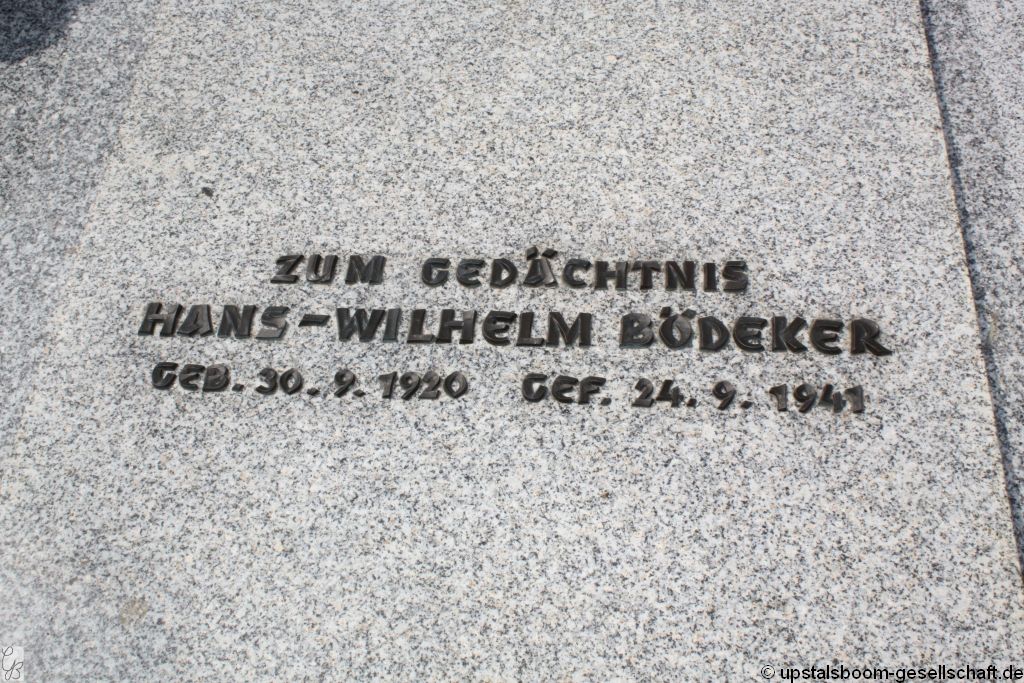 ZUM GEDÄCHTNIS
HANS-WILHELM BÖDEKER
GEB. 30. 9. 1920 GEF. 24. 9. 1941
© upstalsboom-gesellschaft.de